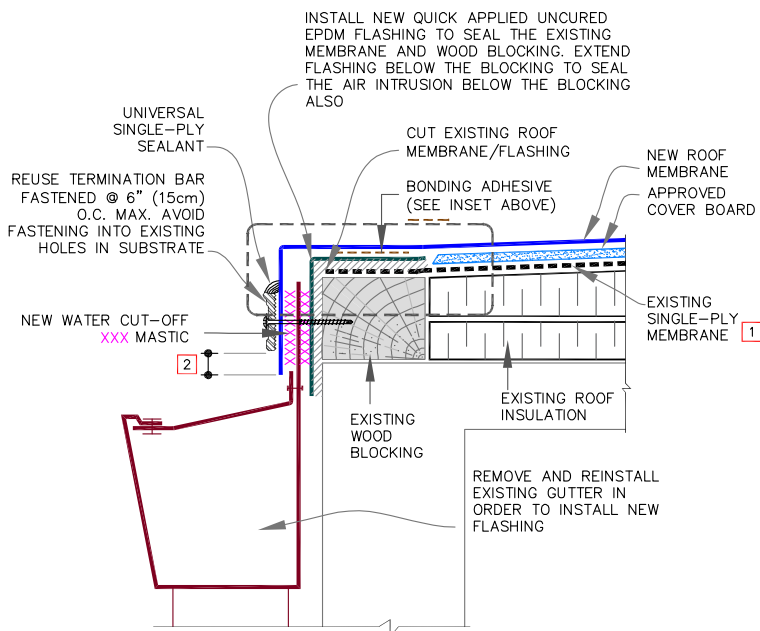 INSTALL NEW QUICK APPLIED UNCURED
EPDM FLASHING TO SEAL THE EXISTING
MEMBRANE AND WOOD BLOCKING. EXTEND
FLASHING BELOW THE BLOCKING TO SEAL
THE AIR INTRUSION BELOW THE BLOCKING
ALSO
UNIVERSAL
SINGLE-PLY
SEALANT
CUT EXISTING ROOF
MEMBRANE/FLASHING
NEW ROOF
MEMBRANE
REUSE TERMINATION BAR
FASTENED @ 6" (15cm)
O.C. MAX. AVOID
FASTENING INTO EXISTING
HOLES IN SUBSTRATE
BONDING ADHESIVE
(SEE INSET ABOVE)
APPROVED
COVER BOARD
NEW WATER CUT-OFF
XXX MASTIC
EXISTING
SINGLE-PLY
MEMBRANE 1
2
EXISTING
WOOD
BLOCKING
EXISTING ROOF
INSULATION
REMOVE AND REINSTALL
EXISTING GUTTER IN
ORDER TO INSTALL NEW
FLASHING